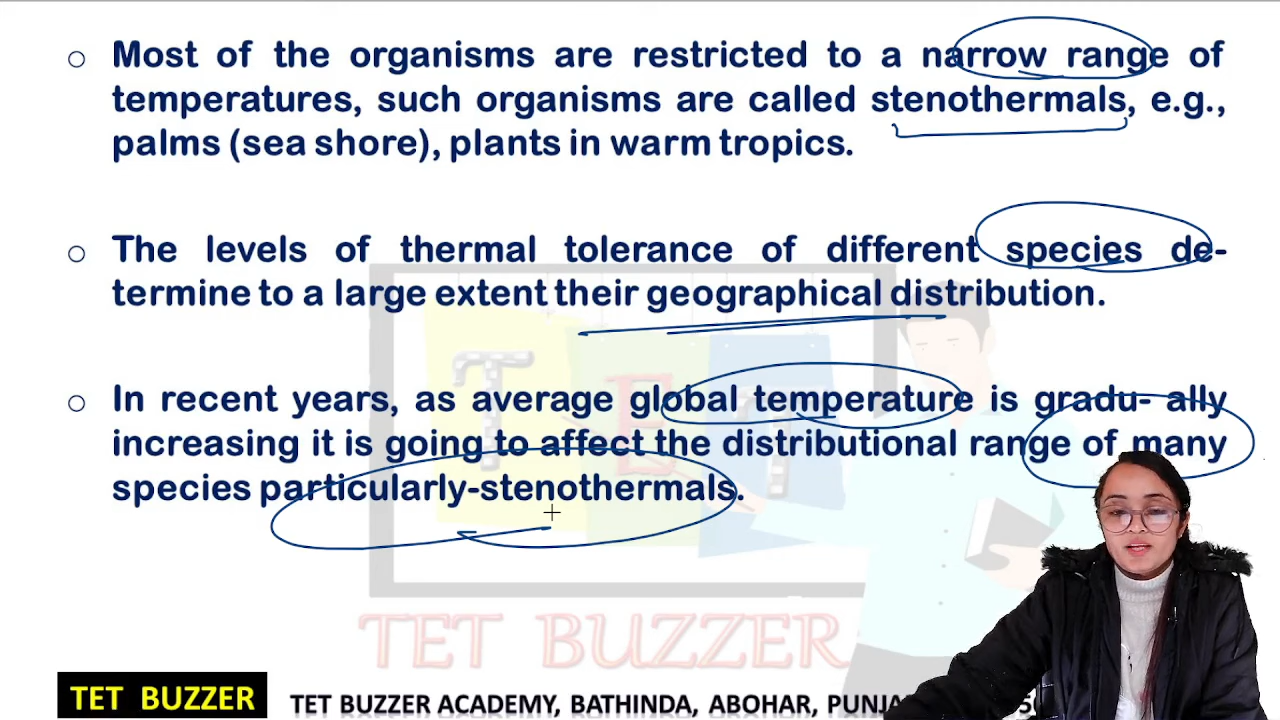 ○ Most of the organisms are restricted to a narrow range of
temperatures, such organisms are called stenothermals, e.g.,
palms (sea shore), plants in warm tropics.
○ The levels of thermal tolerance of different species de-
termine to a large extent their geographical distribution.
○ In recent years, as average global temperature is gradu- ally
increasing it is going to affect the distributional range of many
species particularly-stenothermals.
TET
TET BUZZER
TET BUZZER
TET BUZZER ACADEMY, BATHINDA, ABOHAR,